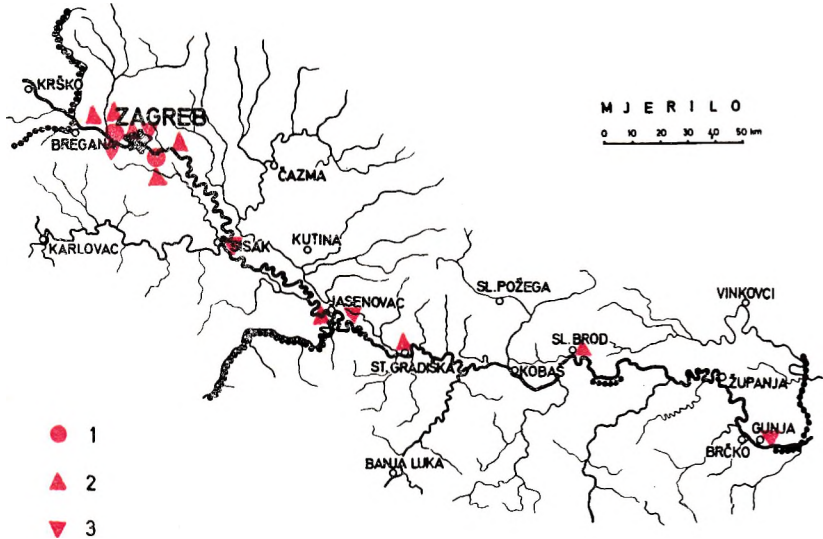 KRŠKO
ZAGREB
BREGANA
MJERILO
0 10 20 30 40 50 km
ČAZMA
KARLOVAC
SISAK
KUTINA
JASENOVAC
SL. POŽEGA
VINKOVCI
SL. BROD
ST. GRADIŠKA
KOBAŠ
ŽUPANJA
GUNJA
BRČKO
BANJA LUKA
1
2
3